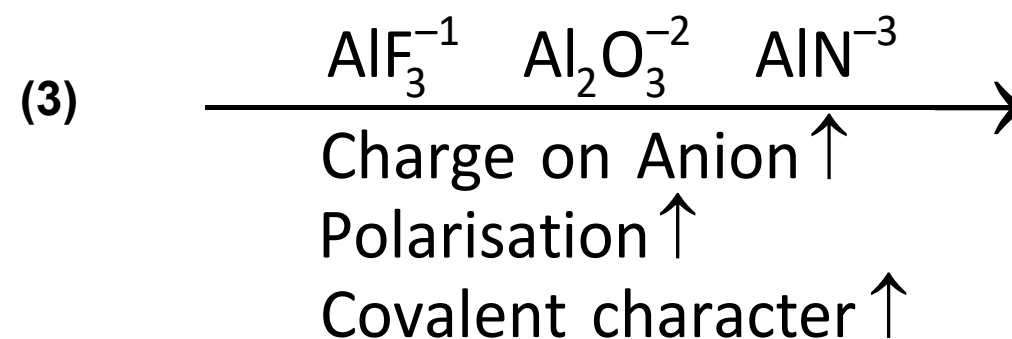 (3) AlF₃⁻¹ Al₂O₃⁻² AlN⁻³
Charge on Anion↑
Polarisation↑
Covalent character↑